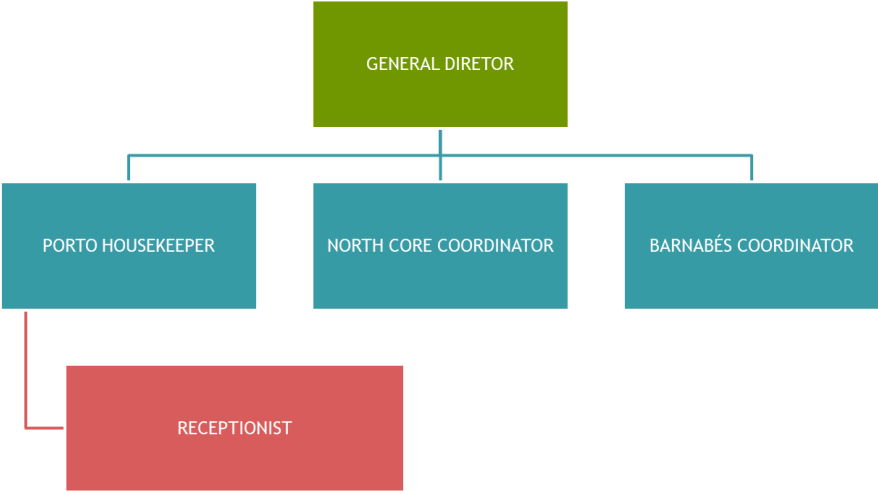 GENERAL DIRETOR
PORTO HOUSEKEEPER
NORTH CORE COORDINATOR
BARNABÉS COORDINATOR
RECEPTIONIST